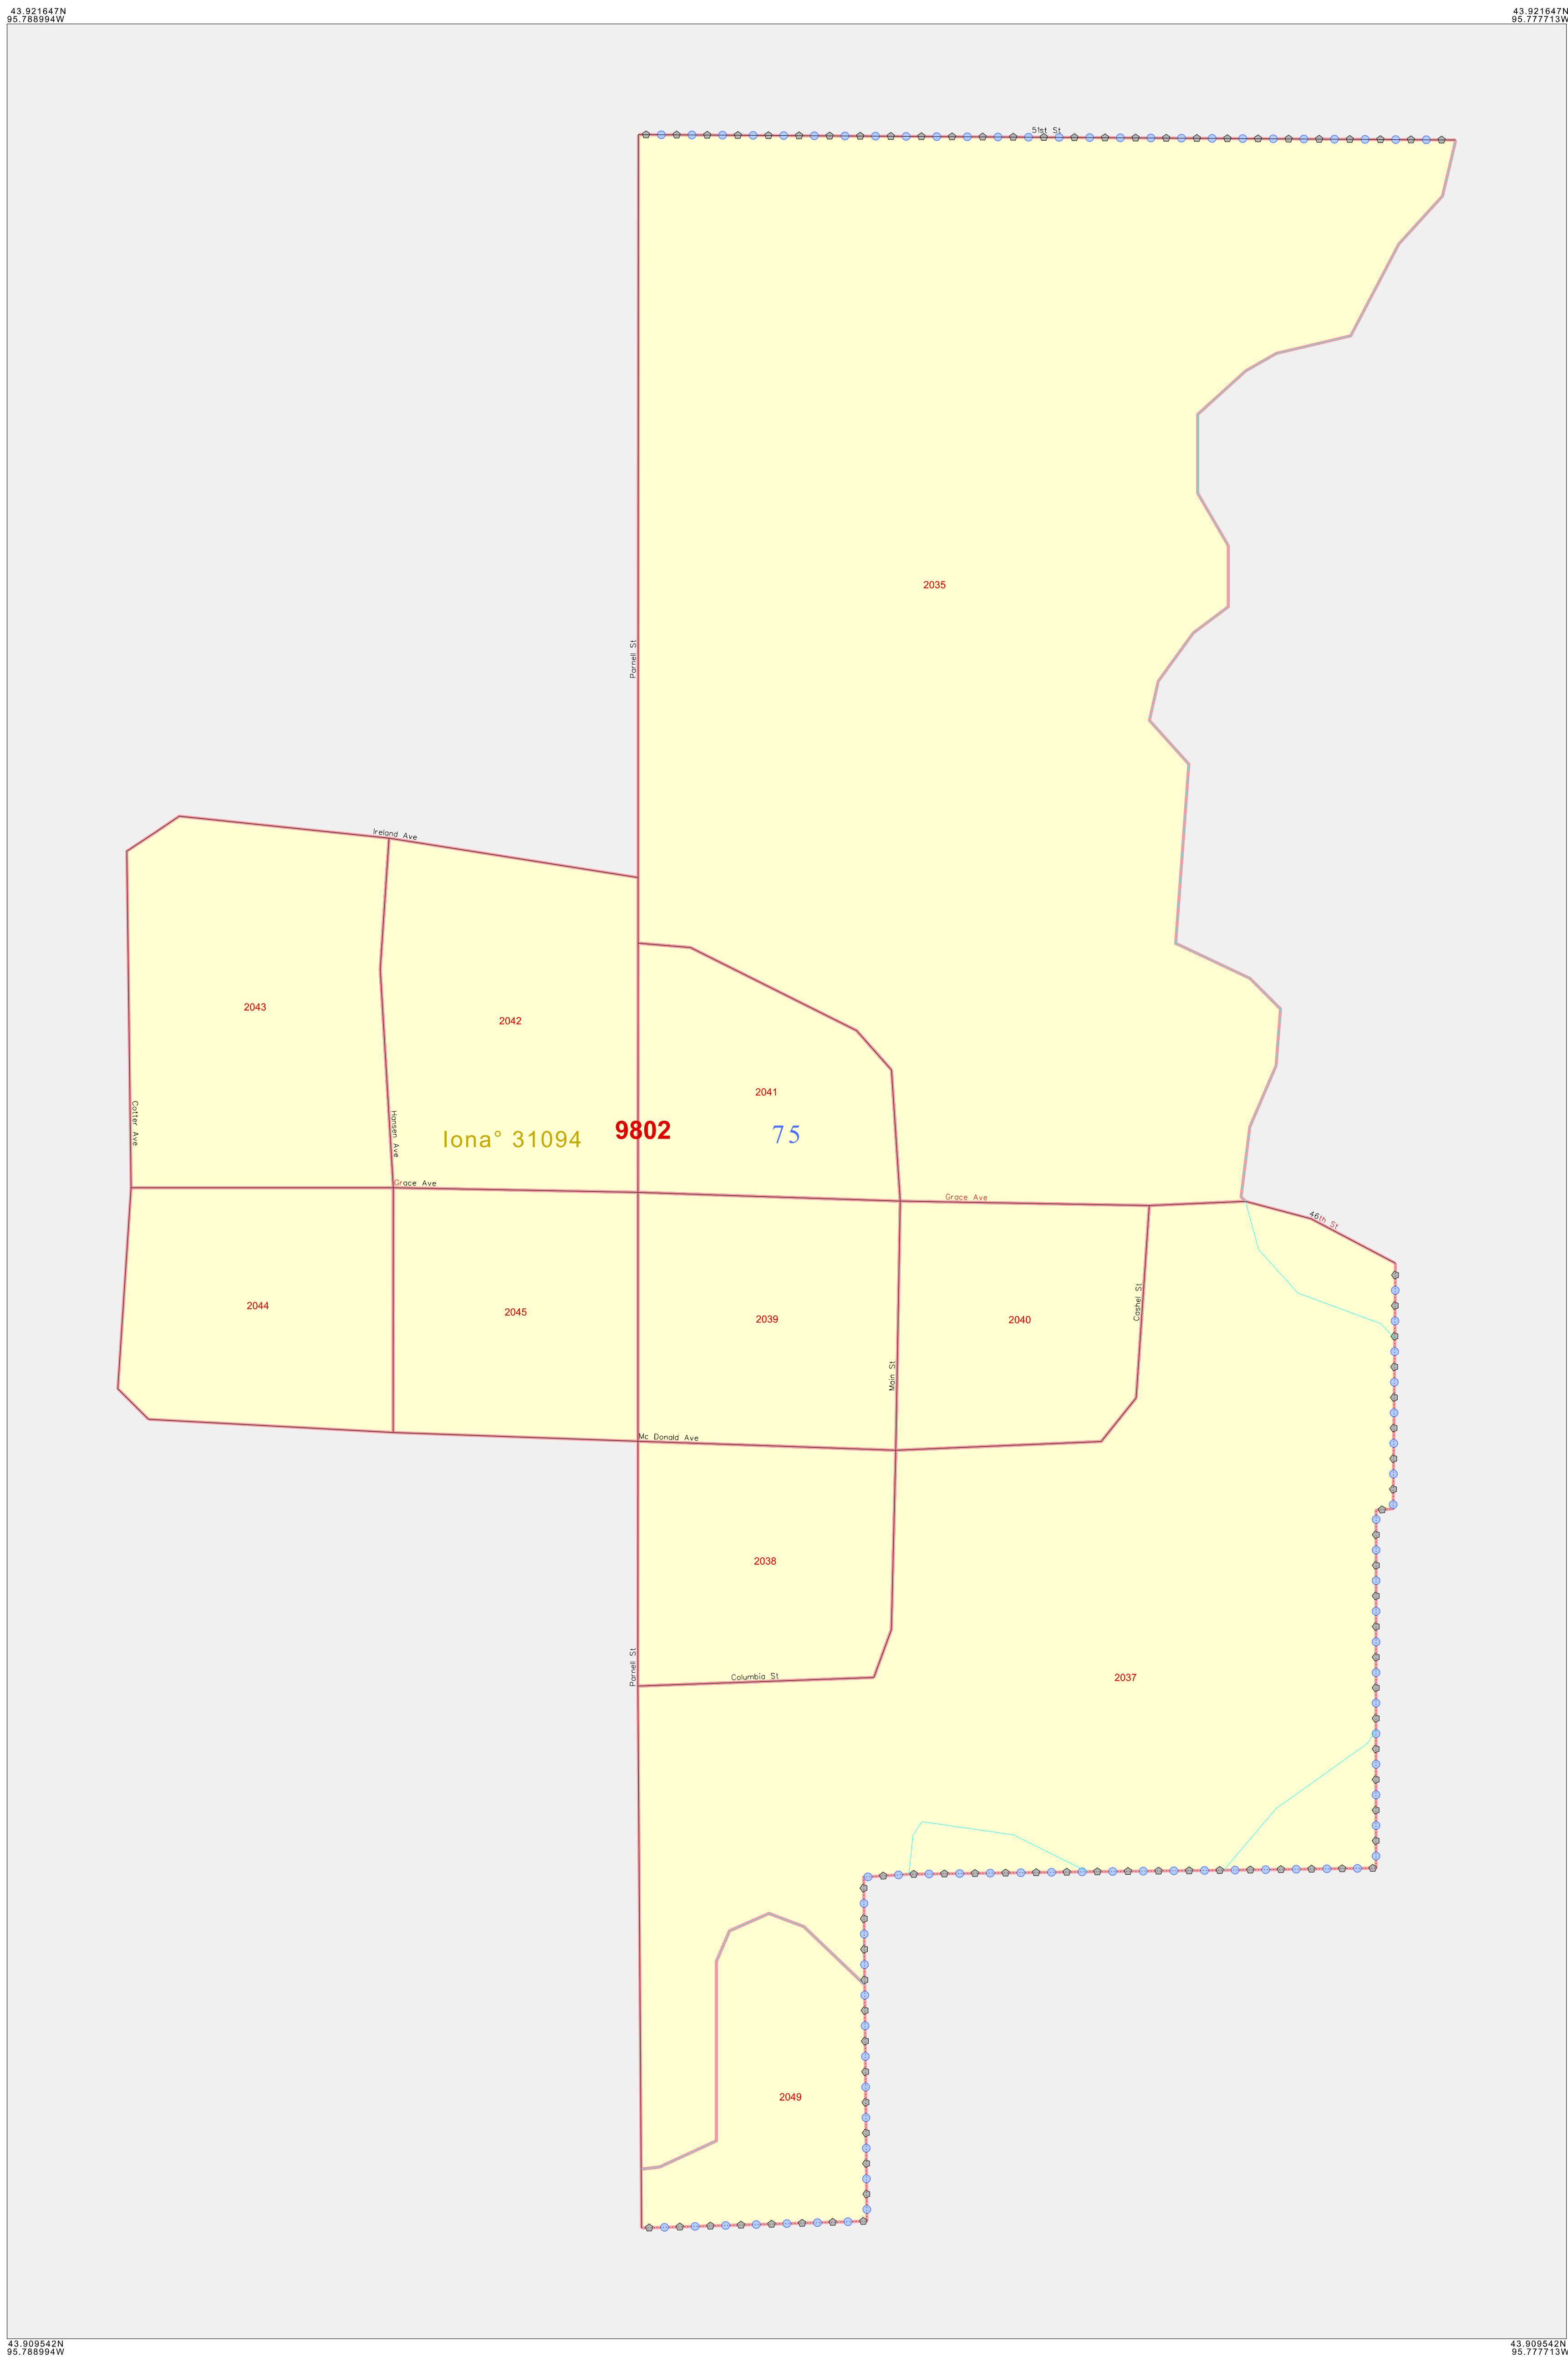 43.921647N
95.788994W
43.921647N
95.777713W
51st St
2035
Parnell St
Ireland Ave
2043
2042
2041
Cotter Ave
Hansen Ave
Iona° 31094
9802
75
Grace Ave
Grace Ave
46th St
2044
2045
2039
2040
Cashel St
Main St
Mc Donald Ave
2038
Parnell St
Columbia St
2037
2049
43.909542N
95.788994W
43.909542N
95.777713W